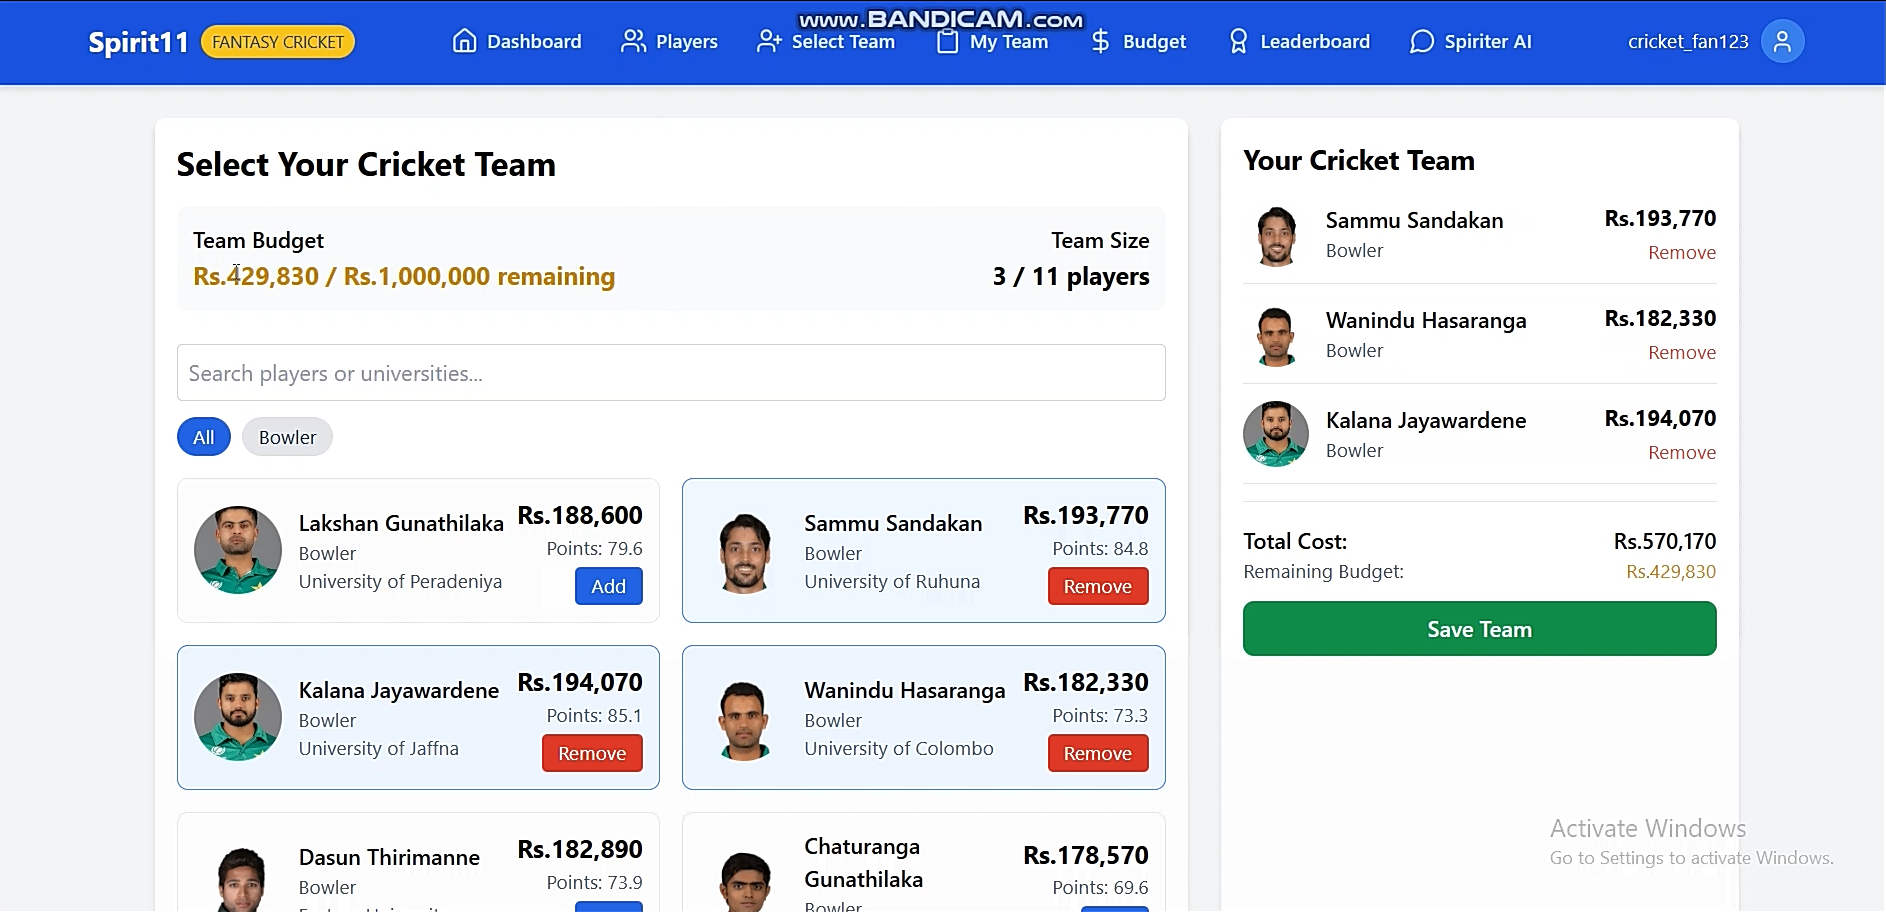 www.BANDICAM.com
Spirit11
FANTASY CRICKET
Dashboard
Players
Select Team
My Team
Budget
Leaderboard
Spiriter AI
cricket_fan123
Select Your Cricket Team
Team Budget
Team Size
Rs.429,830 / Rs.1,000,000 remaining
3 / 11 players
Search players or universities...
All
Bowler
Lakshan Gunathilaka
Rs.188,600
Bowler
Points: 79.6
University of Peradeniya
Add
Sammu Sandakan
Rs.193,770
Bowler
Points: 84.8
University of Ruhuna
Remove
Kalana Jayawardene
Rs.194,070
Bowler
Points: 85.1
University of Jaffna
Remove
Wanindu Hasaranga
Rs.182,330
Bowler
Points: 73.3
University of Colombo
Remove
Dasun Thirimanne
Rs.182,890
Bowler
Points: 73.9
Chaturanga
Gunathilaka
Rs.178,570
Points: 69.6
Bowler
Your Cricket Team
Sammu Sandakan
Rs.193,770
Bowler
Remove
Wanindu Hasaranga
Rs.182,330
Bowler
Remove
Kalana Jayawardene
Rs.194,070
Bowler
Remove
Total Cost:
Rs.570,170
Remaining Budget:
Rs.429,830
Save Team
Activate Windows
Go to Settings to activate Windows.